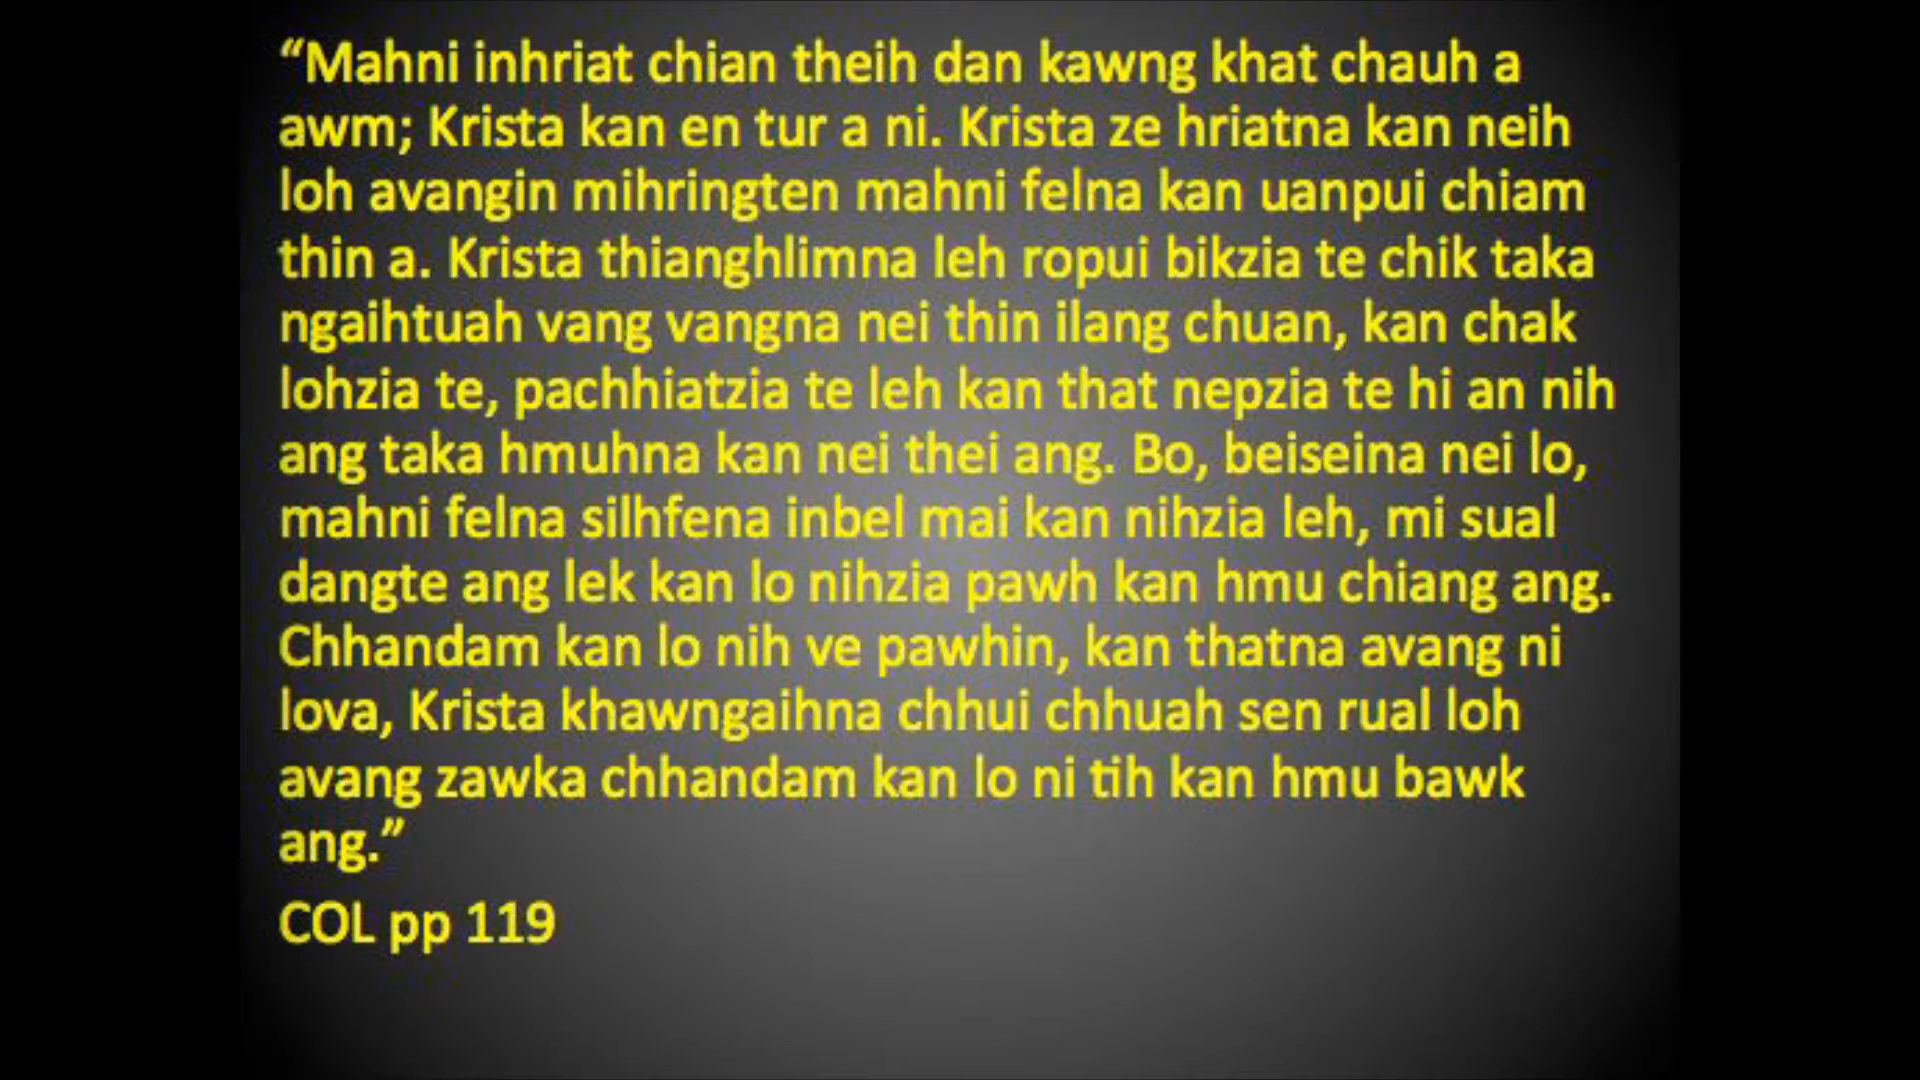 “Mahni inhriat chian theih dan kawng khat chauh a
awm; Krista kan en tur a ni. Krista ze hriatna kan neih
loh avangin mihringten mahni felna kan uanpui chiam
thin a. Krista thianghlimna leh ropui bikzia te chik taka
ngaihtuah vang vangna nei thin ilang chuan, kan chak
lohzia te, pachhiatzia te leh kan that nepzia te hi an nih
ang taka hmuhna kan nei thei ang. Bo, beiseina nei lo,
mahni felna silhfena inbel mai kan nihzia leh, mi sual
dangte ang lek kan lo nihzia pawh kan hmu chiang ang.
Chhandam kan lo nih ve pawhin, kan thatna avang ni
lova, Krista khawngaihna chhui chhuah sen rual loh
avang zawka chhandam kan lo ni tih kan hmu bawk
ang.”
COL pp 119